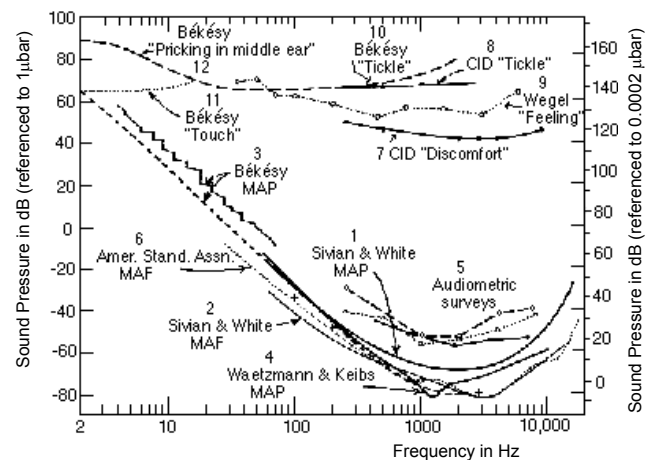 Sound Pressure in dB (referenced to 1μbar)
100
80
60
40
20
0
-20
-40
-60
-80
Békésy
"Pricking in middle ear"
12
11
Békésy
"Touch"
3
Békésy
MAP
6
Amer. Stand. Assn.
MAF
2
Sivian & White
MAF
4
Waetzmann & Keibs
MAP
1
Sivian & White
MAP
5
Audiometric
surveys
10
Békésy
"Tickle"
8
CID "Tickle"
9
Wegel
"Feeling"
7 CID "Discomfort"
160
140
120
100
80
60
40
20
0
Sound Pressure in dB (referenced to 0.0002 μbar)
2
10
100
1000
10,000
Frequency in Hz